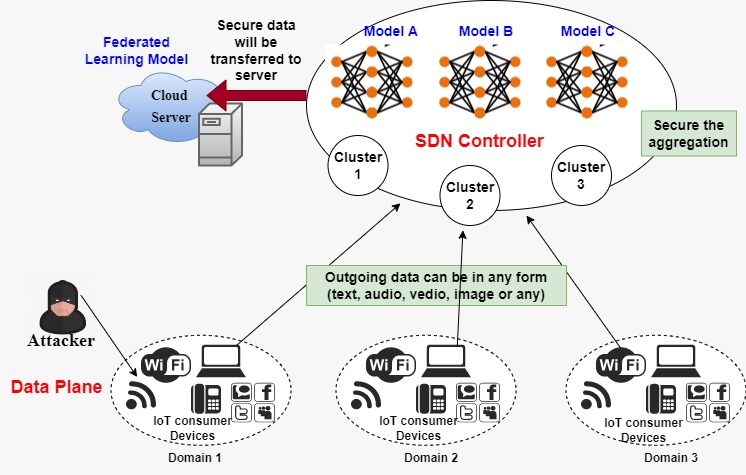 Federated
Learning Model
Secure data
will be
transferred to
server
Model A
Model B
Model C
Cloud
Server
SDN Controller
Secure the
aggregation
Cluster
1
Cluster
2
Cluster
3
Outgoing data can be in any form
(text, audio, vedio, image or any)
Attacker
Data Plane
Wi Fi
IoT consumer
Devices
Domain 1
Wi Fi
IoT consumer
Devices
Domain 2
Wi Fi
IoT consumer
Devices
Domain 3